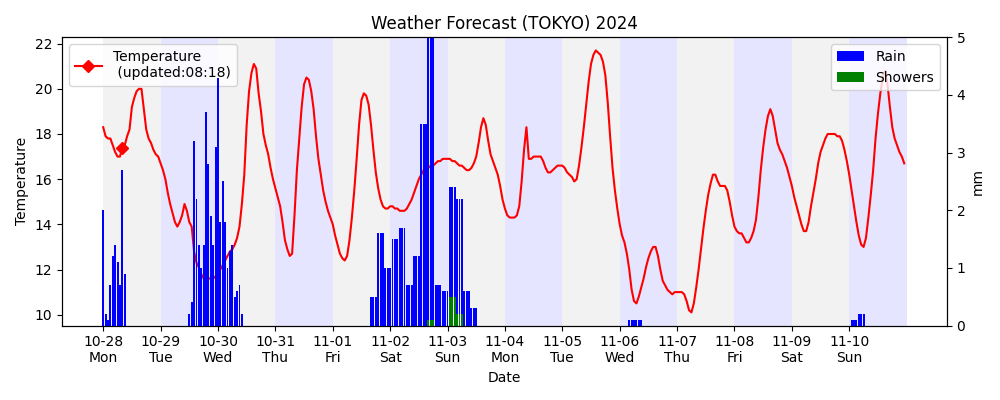 Weather Forecast (TOKYO) 2024
Temperature
(updated:08:18)
Rain
Showers
22
20
18
16
14
12
10
Temperature
5
4
3
2
1
0
mm
10-28 10-29 10-30 10-31 11-01 11-02 11-03 11-04 11-05 11-06 11-07 11-08 11-09 11-10
Mon Tue Wed Thu Fri Sat Sun Mon Tue Wed Thu Fri Sat Sun
Date